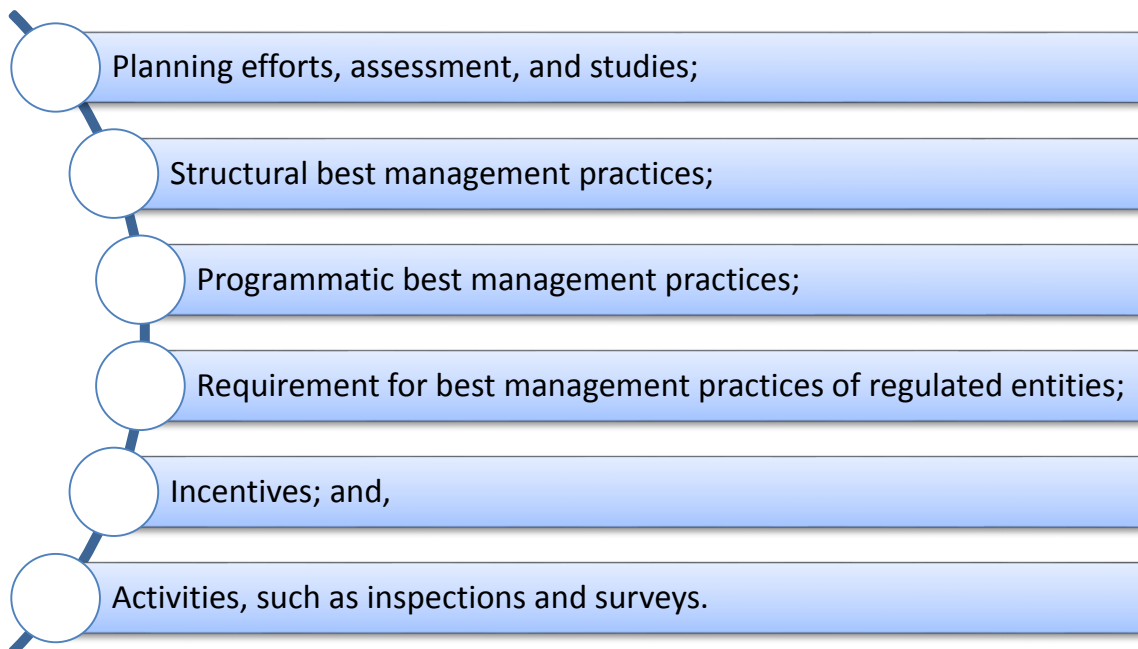 Planning efforts, assessment, and studies;
Structural best management practices;
Programmatic best management practices;
Requirement for best management practices of regulated entities;
Incentives; and,
Activities, such as inspections and surveys.